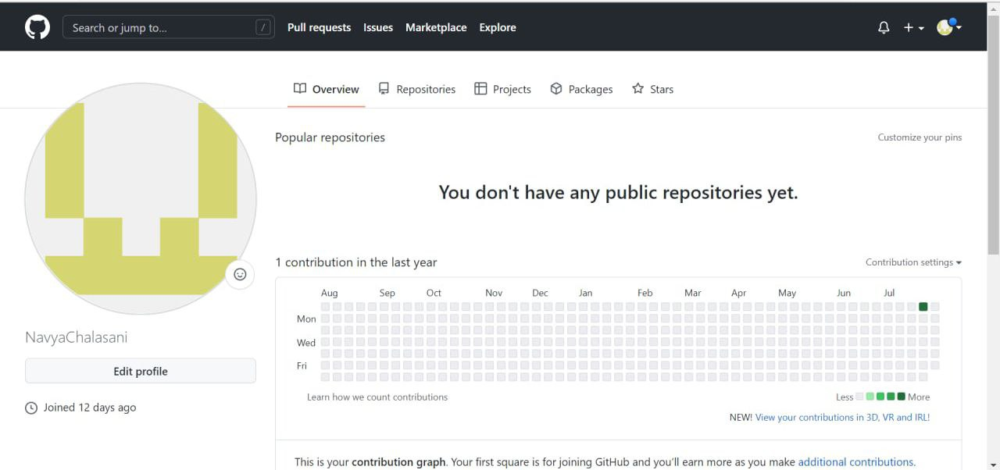 Search or jump to... / Pull requests Issues Marketplace Explore
Overview Repositories Projects Packages Stars
Popular repositories Customize your pins
You don't have any public repositories yet.
1 contribution in the last year Contribution settings
Aug Sep Oct Nov Dec Jan Feb Mar Apr May Jun Jul
Mon
Wed
Fri
Learn how we count contributions Less More
NEW! View your contributions in 3D, VR and IRL!
This is your contribution graph. Your first square is for joining GitHub and you'll earn more as you make additional contributions.
NavyaChalasani
Edit profile
Joined 12 days ago